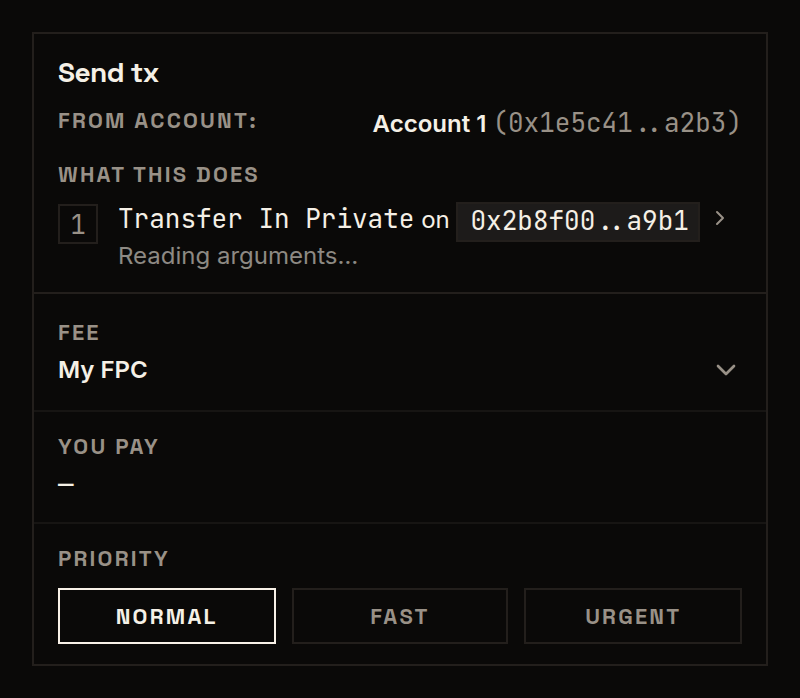 Send tx
FROM ACCOUNT: Account 1 (0x1e5c41..a2b3)
WHAT THIS DOES
1 Transfer In Private on 0x2b8f00..a9b1
Reading arguments...
FEE
My FPC
YOU PAY
—
PRIORITY
NORMAL FAST URGENT